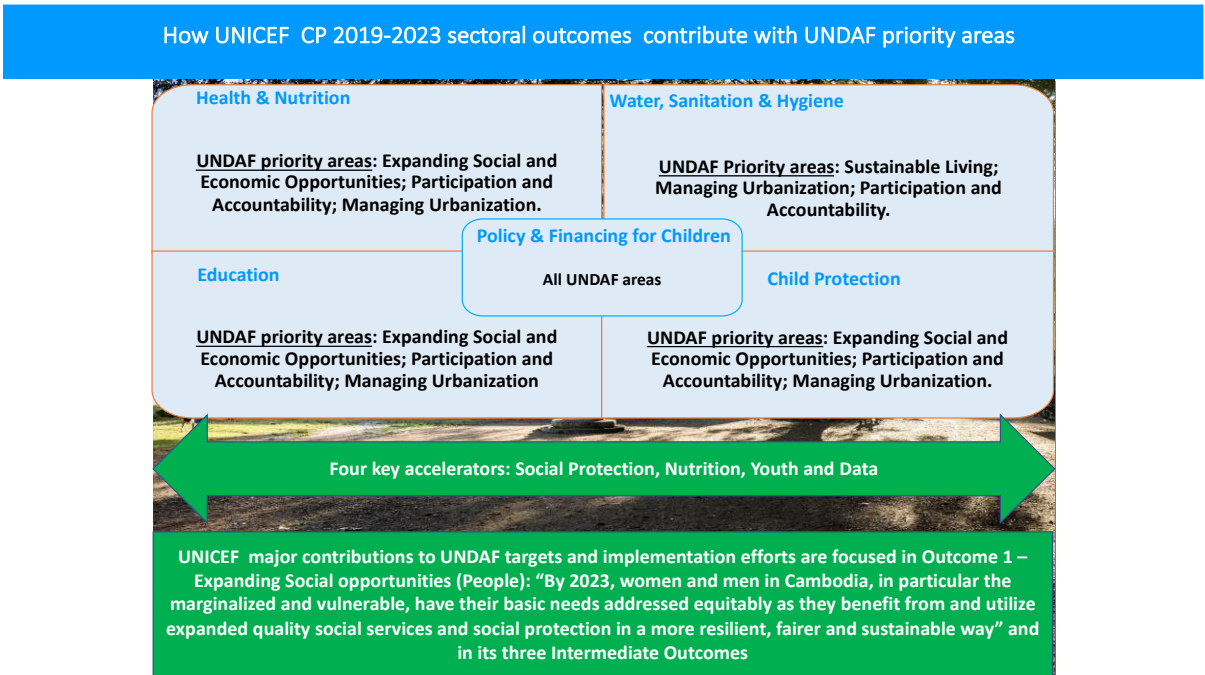 How UNICEF CP 2019-2023 sectoral outcomes contribute with UNDAF priority areas
Health & Nutrition
UNDAF priority areas: Expanding Social and
Economic Opportunities; Participation and
Accountability; Managing Urbanization.
Water, Sanitation & Hygiene
UNDAF Priority areas: Sustainable Living;
Managing Urbanization; Participation and
Accountability.
Policy & Financing for Children
All UNDAF areas
Education
UNDAF priority areas: Expanding Social and
Economic Opportunities; Participation and
Accountability; Managing Urbanization
Child Protection
UNDAF priority areas: Expanding Social and
Economic Opportunities; Participation and
Accountability; Managing Urbanization.
Four key accelerators: Social Protection, Nutrition, Youth and Data
UNICEF major contributions to UNDAF targets and implementation efforts are focused in Outcome 1 –
Expanding Social opportunities (People): “By 2023, women and men in Cambodia, in particular the
marginalized and vulnerable, have their basic needs addressed equitably as they benefit from and utilize
expanded quality social services and social protection in a more resilient, fairer and sustainable way” and
in its three Intermediate Outcomes